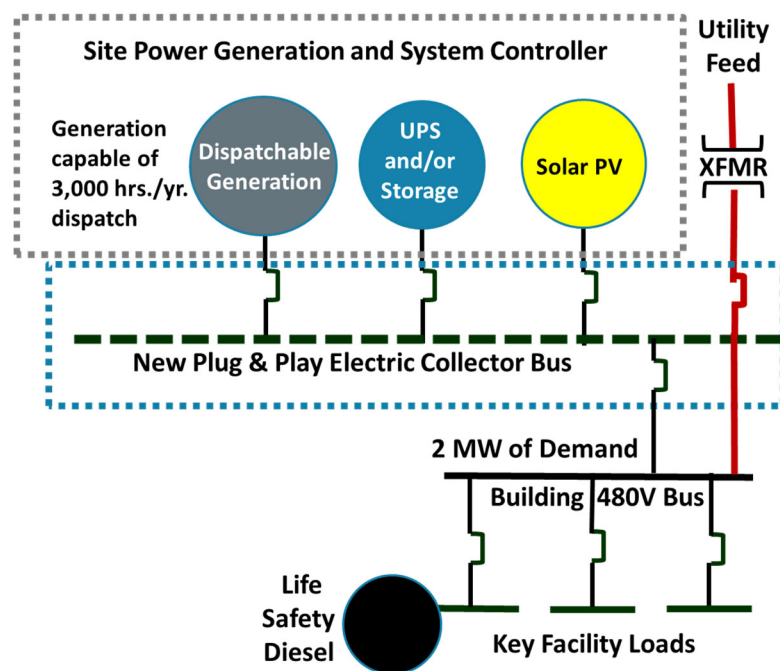 Site Power Generation and System Controller
Utility
Feed
Generation
capable of
3,000 hrs./yr.
dispatch
Dispatchable
Generation
UPS
and/or
Storage
Solar PV
XFMR
New Plug & Play Electric Collector Bus
2 MW of Demand
Building 480V Bus
Life
Safety
Diesel
Key Facility Loads